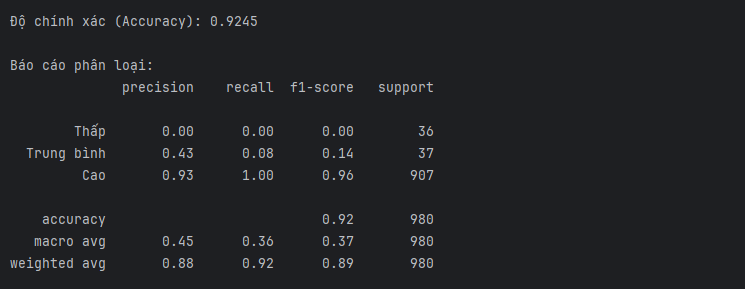 Độ chính xác (Accuracy): 0.9245
Báo cáo phân loại:
precision recall f1-score support
Thấp 0.00 0.00 0.00 36
Trung bình 0.43 0.08 0.14 37
Cao 0.93 1.00 0.96 907
accuracy 0.92 980
macro avg 0.45 0.36 0.37 980
weighted avg 0.88 0.92 0.89 980